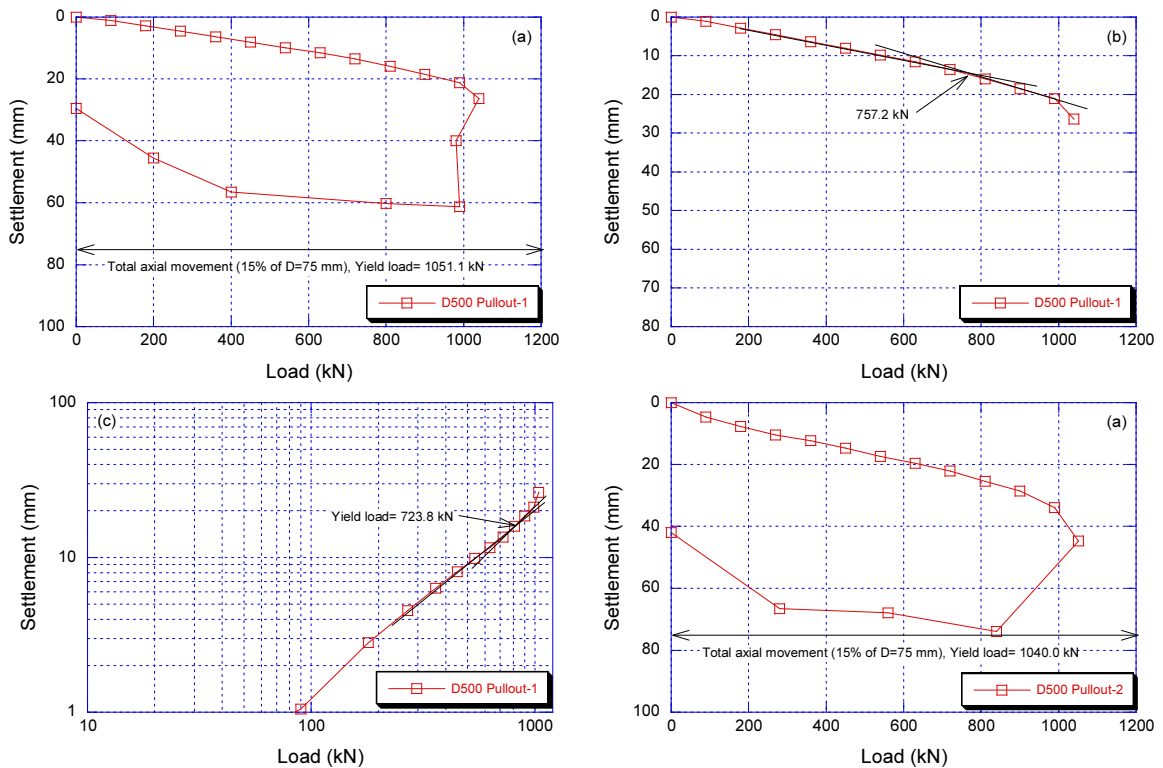 (a)
0
20
40
60
80
100
Settlement (mm)
Total axial movement (15% of D=75 mm), Yield load= 1051.1 kN
D500 Pullout-1
0 200 400 600 800 1000 1200
Load (kN)
(b)
0
10
20
30
40
50
60
70
80
Settlement (mm)
757.2 kN
D500 Pullout-1
0 200 400 600 800 1000 1200
Load (kN)
(c)
100
10
1
Settlement (mm)
Yield load= 723.8 kN
D500 Pullout-1
10 100 1000
Load (kN)
(a)
0
20
40
60
80
100
Settlement (mm)
Total axial movement (15% of D=75 mm), Yield load= 1040.0 kN
D500 Pullout-2
0 200 400 600 800 1000 1200
Load (kN)